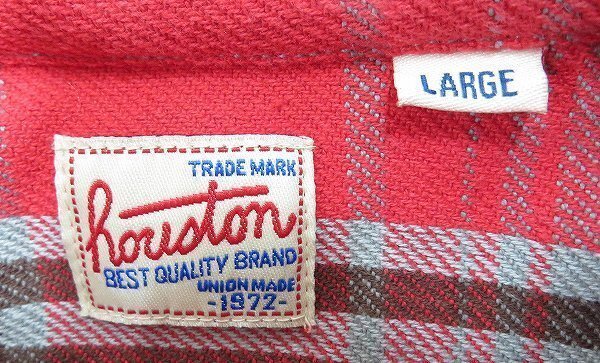 LARGE
TRADE MARK
houston
BEST QUALITY BRAND
UNION MADE
-1972-